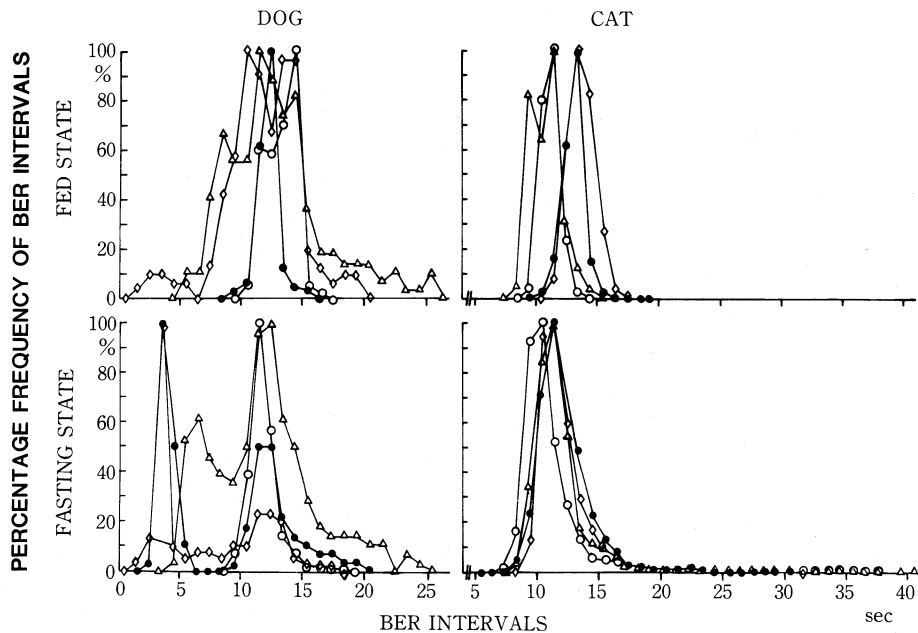 DOG
CAT
PERCENTAGE FREQUENCY OF BER INTERVALS
FED STATE
100
%
80
60
40
20
0
FASTING STATE
100
%
80
60
40
20
0
0 5 10 15 20 25
5 10 15 20 25 30 35 40
sec
BER INTERVALS